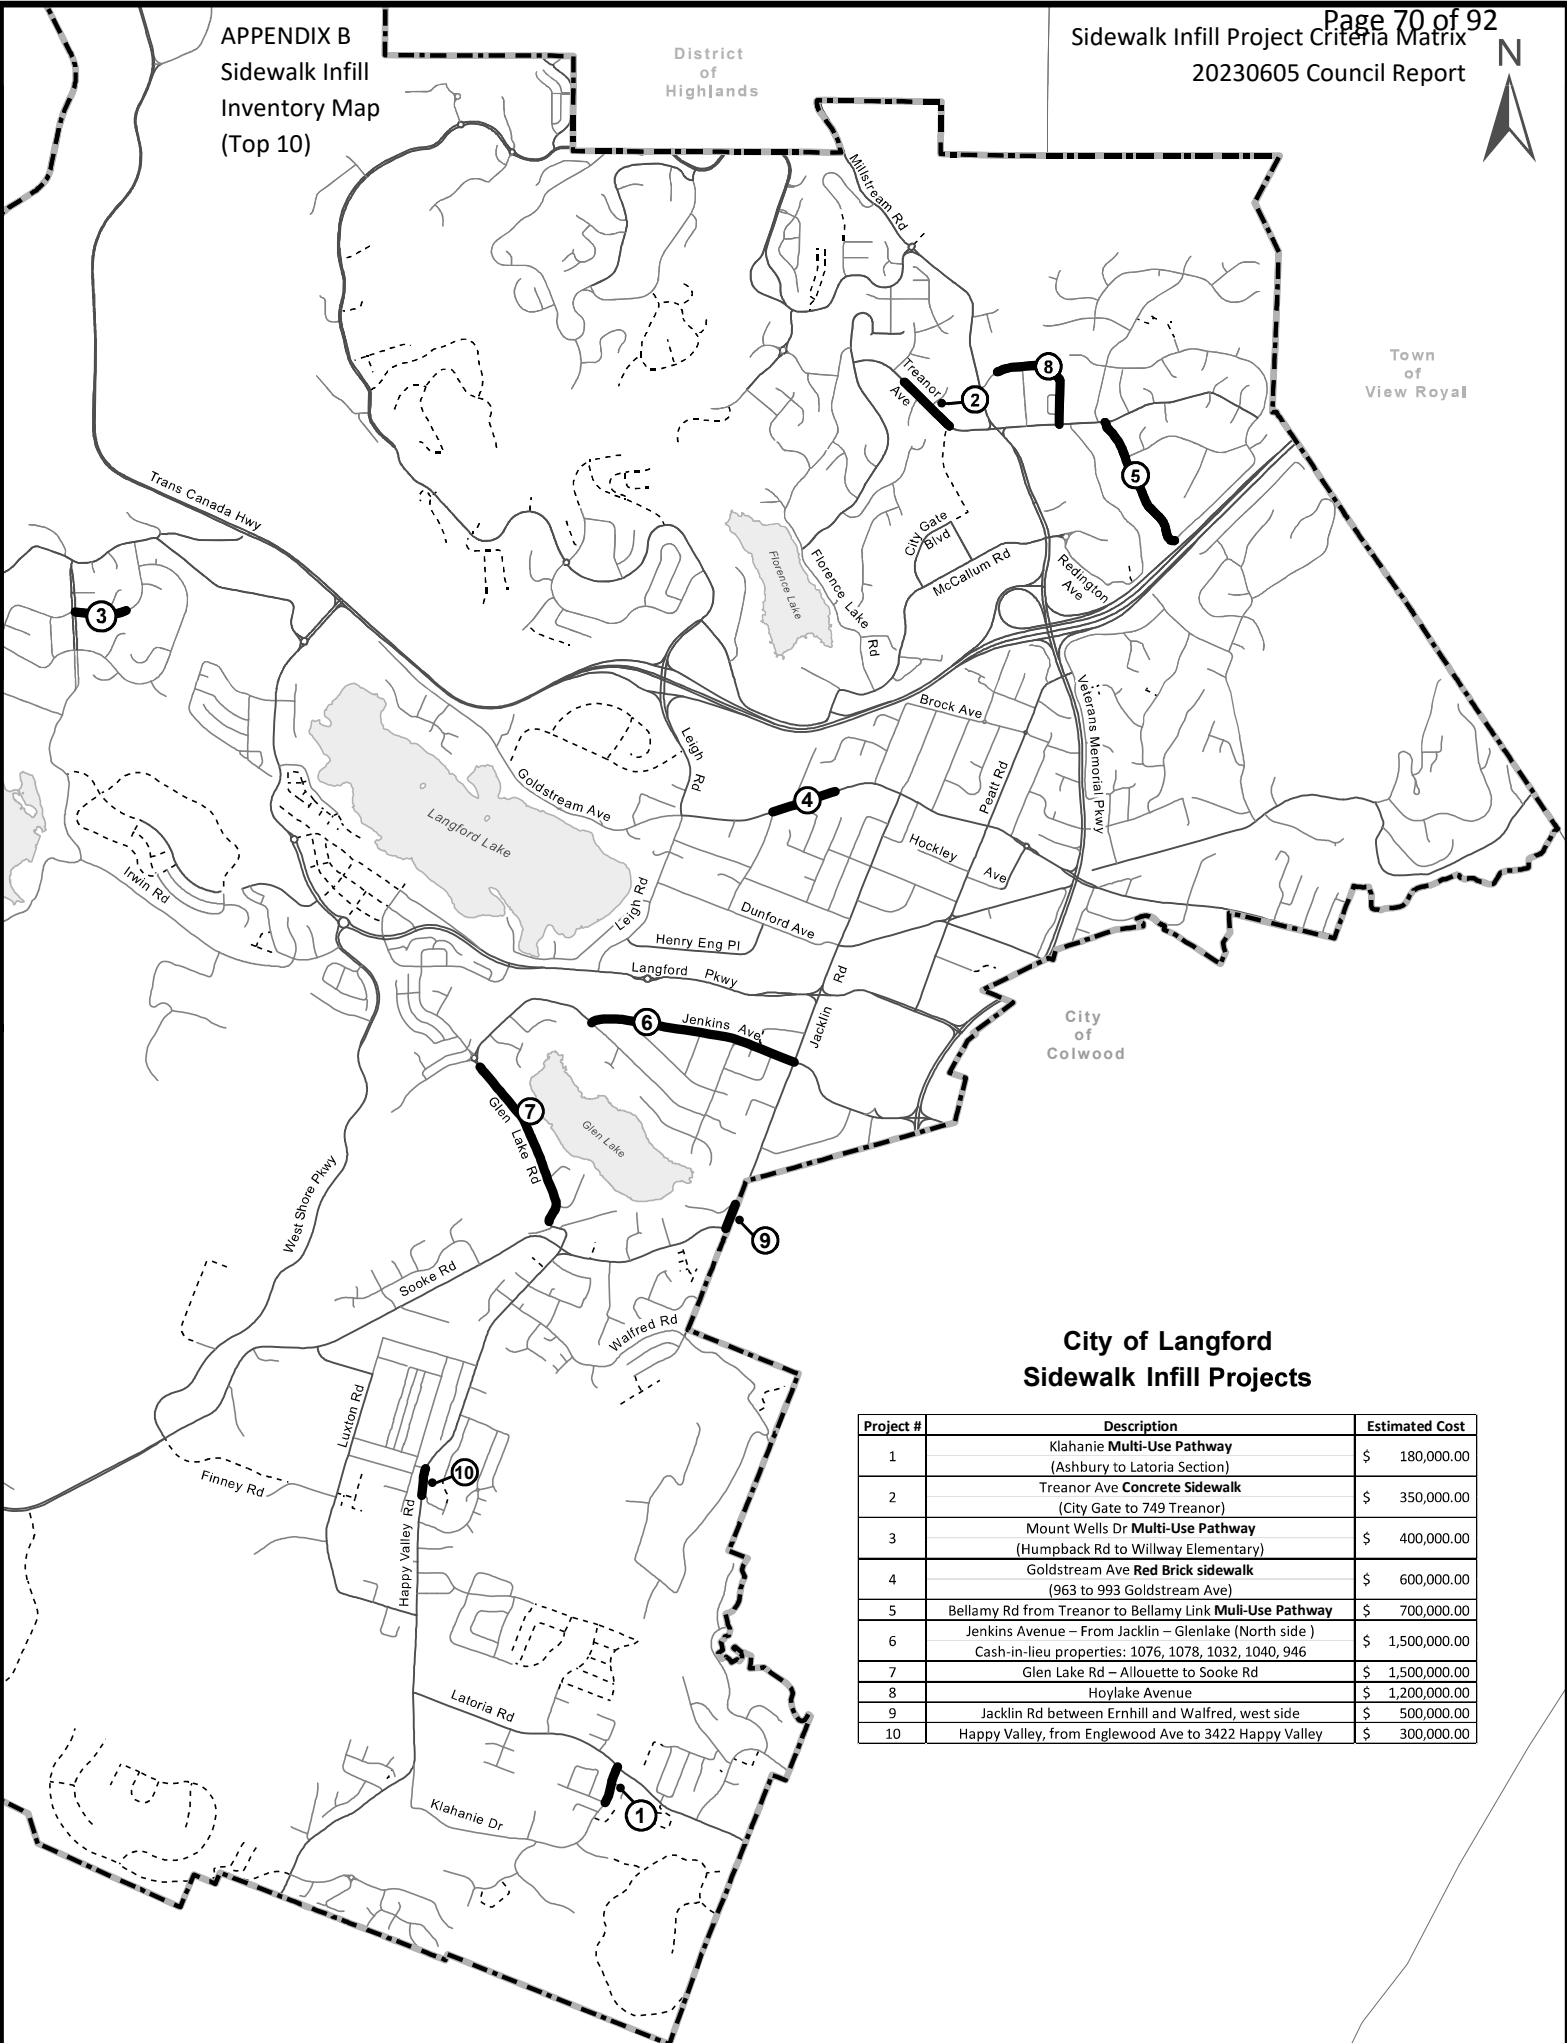 Page 70 of 92
APPENDIX B
Sidewalk Infill
Inventory Map
(Top 10)
Sidewalk Infill Project Criteria Matrix
20230605 Council Report
N
District
of
Highlands
Millstream Rd
Town
of
View Royal
Treanor
Ave
2
8
5
Trans Canada Hwy
City Gate
Blvd
McCallum Rd
Redington
Ave
Florence Lake
Florence Lake
Rd
3
Brock Ave
Veterans Memorial Pkwy
Leigh
Rd
Peatt Rd
Goldstream Ave
4
Langford Lake
Hockley
Ave
Irwin Rd
Leigh Rd
Dunford Ave
Henry Eng Pl
Langford Pkwy
Jacklin
Rd
6
Jenkins Ave
City
of
Colwood
7
Glen
Lake
Rd
Glen Lake
West Shore Pkwy
9
Sooke Rd
Walfred Rd
Luxton Rd
10
Finney Rd
Happy Valley Rd
Latoria Rd
Klahanie Dr
1
City of Langford
Sidewalk Infill Projects
Project # Description Estimated Cost
1 Klahanie Multi-Use Pathway $ 180,000.00
(Ashbury to Latoria Section)
2 Treanor Ave Concrete Sidewalk $ 350,000.00
(City Gate to 749 Treanor)
3 Mount Wells Dr Multi-Use Pathway $ 400,000.00
(Humpback Rd to Willway Elementary)
4 Goldstream Ave Red Brick sidewalk $ 600,000.00
(963 to 993 Goldstream Ave)
5 Bellamy Rd from Treanor to Bellamy Link Muli-Use Pathway $ 700,000.00
6 Jenkins Avenue – From Jacklin – Glenlake (North side ) $ 1,500,000.00
Cash-in-lieu properties: 1076, 1078, 1032, 1040, 946
7 Glen Lake Rd – Allouette to Sooke Rd $ 1,500,000.00
8 Hoylake Avenue $ 1,200,000.00
9 Jacklin Rd between Ernhill and Walfred, west side $ 500,000.00
10 Happy Valley, from Englewood Ave to 3422 Happy Valley $ 300,000.00